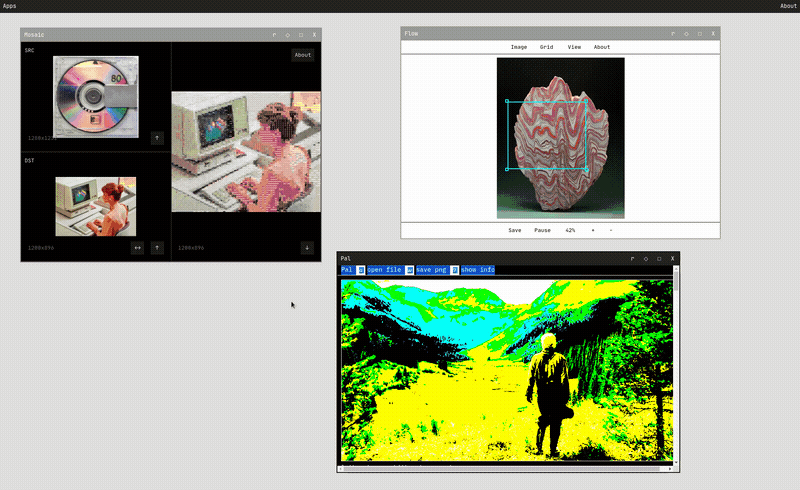 Apps
About
Mosaic
r ◇ □ X
SRC
80
About
↑
DST
1200x896
↔ ↑
1200x896
↓
Flow
r ◇ □ X
Image Grid View About
Save Pause 42% + -
Pal
r ◇ □ X
Pal open file save png show info